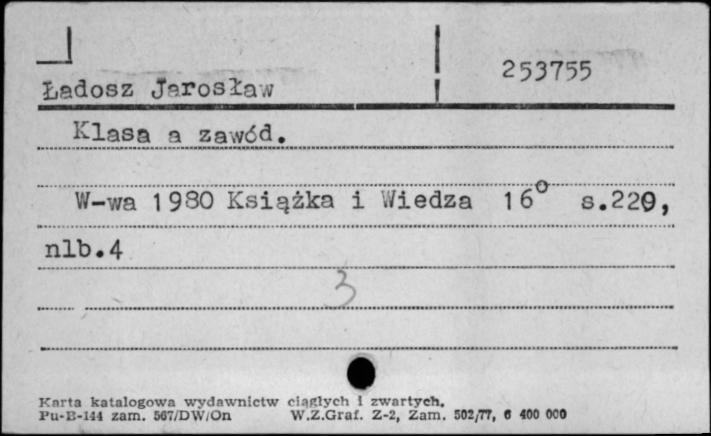 253755
Ładosz Jarosław
Klasa a zawód.
W-wa 1980 Książka i Wiedza 16° s.229,
nlb.4
3
Karta katalogowa wydawnictw ciągłych i zwartych.
Pu-B-144 zam. 567/DW/On W.Z.Graf. Z-2, Zam. 502/77, 6 400 000